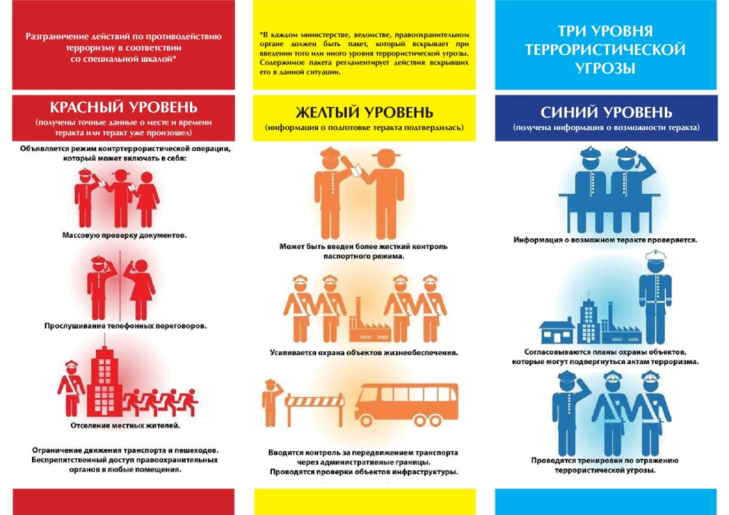 Разграничение действий по противодействию
терроризму в соответствии
со специальной шкалой*
КРАСНЫЙ УРОВЕНЬ
(получены точные данные о месте и времени
теракта или теракт уже произошел)
Объявляется режим контртеррористической операции,
который может включать в себя:
Массовую проверку документов.
Прослушивание телефонных переговоров.
Отселение местных жителей.
Ограничение движения транспорта и пешеходов.
Беспрепятственный доступ правоохранительных
органов в любые помещения.
*В каждом министерстве, ведомстве, правоохранительном
органе должен быть пакет, который вскрывает при
введении того или иного уровня террористической угрозы.
Содержимое пакета регламентирует действия вскрывших
его в данной ситуации.
ЖЕЛТЫЙ УРОВЕНЬ
(информация о подготовке теракта подтвердилась)
Может быть введен более жесткий контроль
паспортного режима.
Усиливается охрана объектов жизнеобеспечения.
Вводится контроль за передвижением транспорта
через административные границы.
Проводятся проверки объектов инфраструктуры.
ТРИ УРОВНЯ
ТЕРРОРИСТИЧЕСКОЙ
УГРОЗЫ
СИНИЙ УРОВЕНЬ
(получена информация о возможности теракта)
Информация о возможном теракте проверяется.
Согласовываются планы охраны объектов,
которые могут подвергнуться актам терроризма.
Проводятся тренировки по отражению
террористической угрозы.